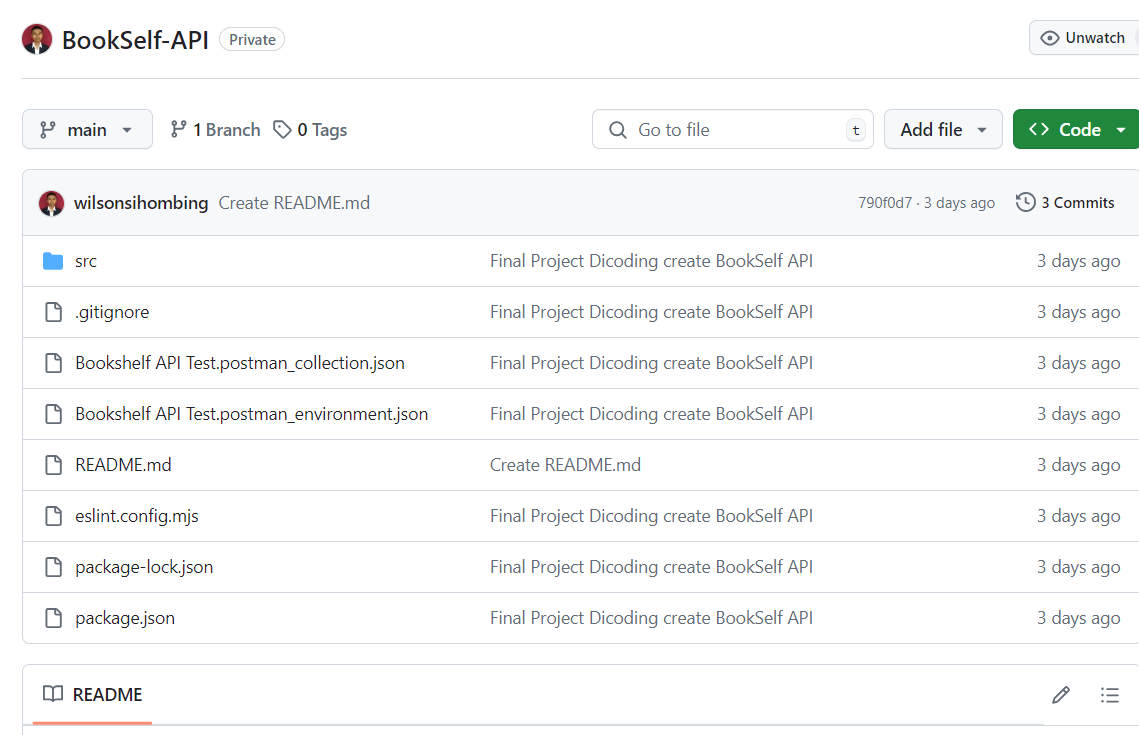 BookSelf-API Private Unwatch
main 1 Branch 0 Tags Go to file t Add file Code
wilsonsihombing Create README.md 790f0d7 · 3 days ago 3 Commits
src Final Project Dicoding create BookSelf API 3 days ago
.gitignore Final Project Dicoding create BookSelf API 3 days ago
Bookshelf API Test.postman_collection.json Final Project Dicoding create BookSelf API 3 days ago
Bookshelf API Test.postman_environment.json Final Project Dicoding create BookSelf API 3 days ago
README.md Create README.md 3 days ago
eslint.config.mjs Final Project Dicoding create BookSelf API 3 days ago
package-lock.json Final Project Dicoding create BookSelf API 3 days ago
package.json Final Project Dicoding create BookSelf API 3 days ago
README